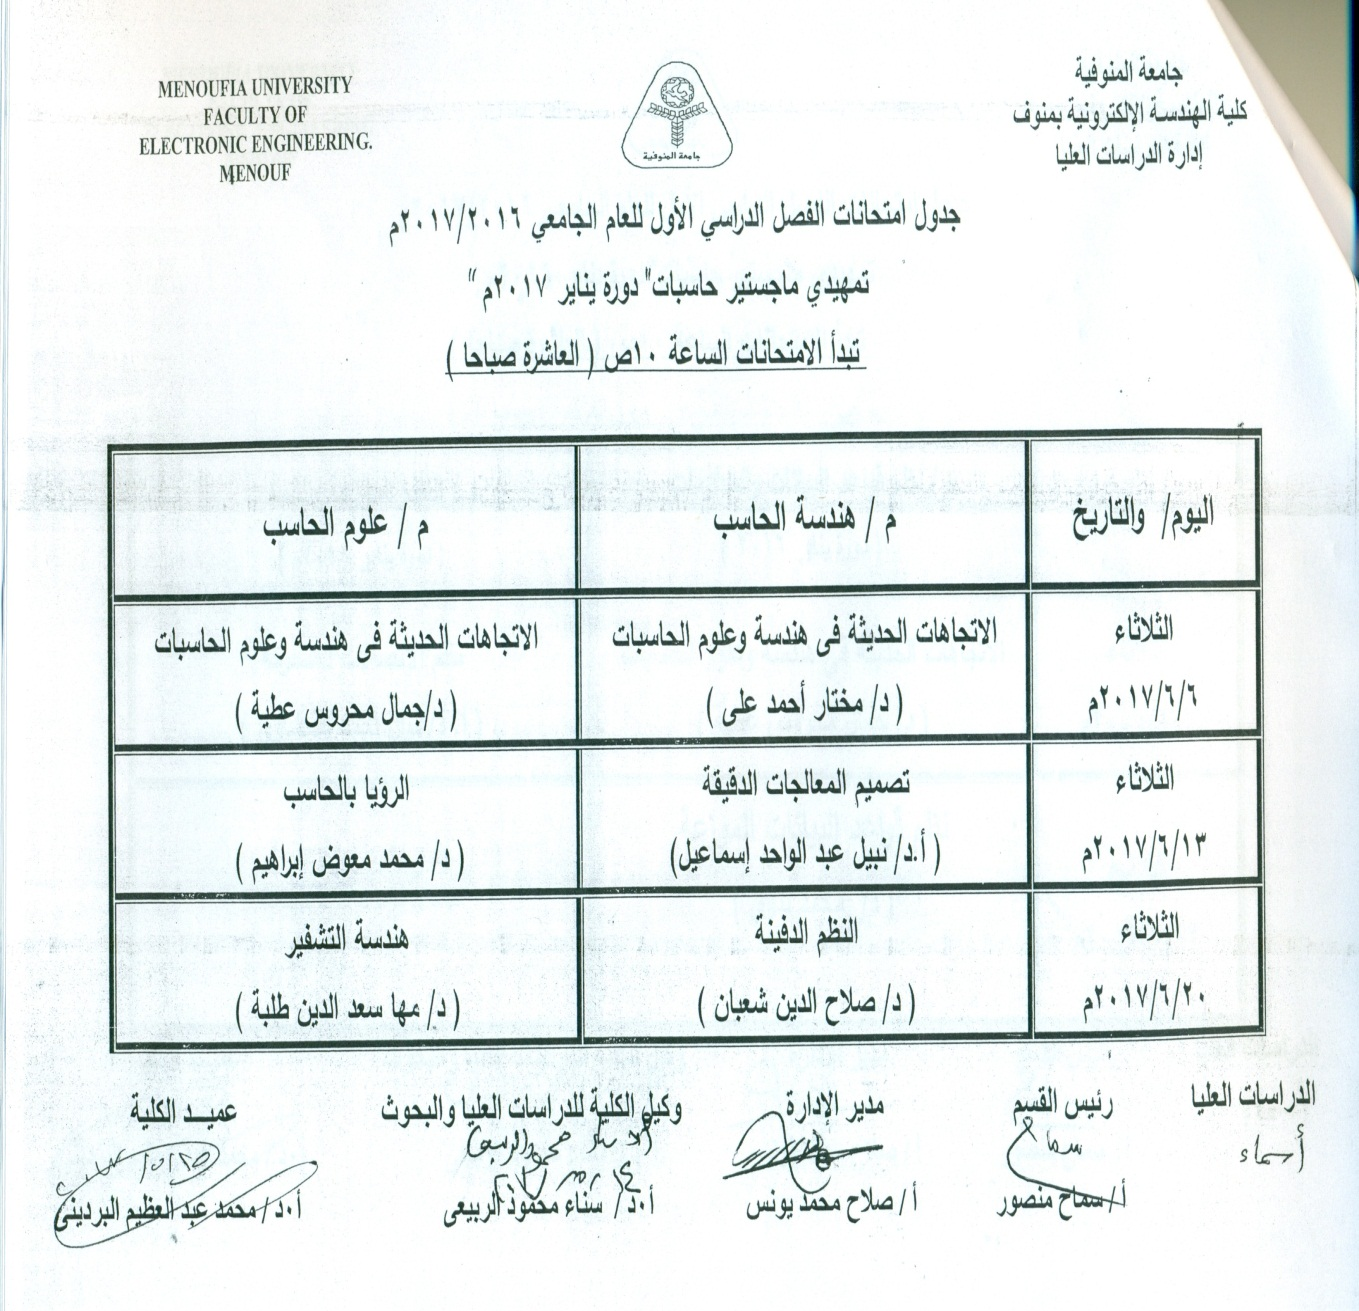 جامعة المنوفية
كلية الهندسة الإلكترونية بمنوف
إدارة الدراسات العليا
جامعة المنوفية
MENOUFIA UNIVERSITY
FACULTY OF
ELECTRONIC ENGINEERING.
MENOUF
جدول امتحانات الفصل الدراسي الأول للعام الجامعي ٢٠١٧/٢٠١٦م
تمهيدي ماجستير حاسبات" دورة يناير ٢٠١٧م "
تبدأ الامتحانات الساعة ١٠ص ( العاشرة صباحا )
اليوم/ والتاريخ
م / هندسة الحاسب
م / علوم الحاسب
الثلاثاء
٢٠١٧/٦/٦م
الاتجاهات الحديثة فى هندسة وعلوم الحاسبات
( د/ مختار أحمد على )
الاتجاهات الحديثة فى هندسة وعلوم الحاسبات
( د/جمال محروس عطية )
الثلاثاء
٢٠١٧/٦/١٣م
تصميم المعالجات الدقيقة
( أ.د/ نبيل عبد الواحد إسماعيل)
الرؤيا بالحاسب
( د/ محمد معوض إبراهيم )
الثلاثاء
٢٠١٧/٦/٢٠م
النظم الدفينة
( د/ صلاح الدين شعبان )
هندسة التشفير
( د/ مها سعد الدين طلبة )
الدراسات العليا
أسماء
رئيس القسم
سماح
أ/ سماح منصور
مدير الإدارة
أ/ صلاح محمد يونس
وكيل الكلية للدراسات العليا والبحوث
أ.د/ سناء محمود الربيعى
عميد الكلية
أ.د/ محمد عبد العظيم البردينى